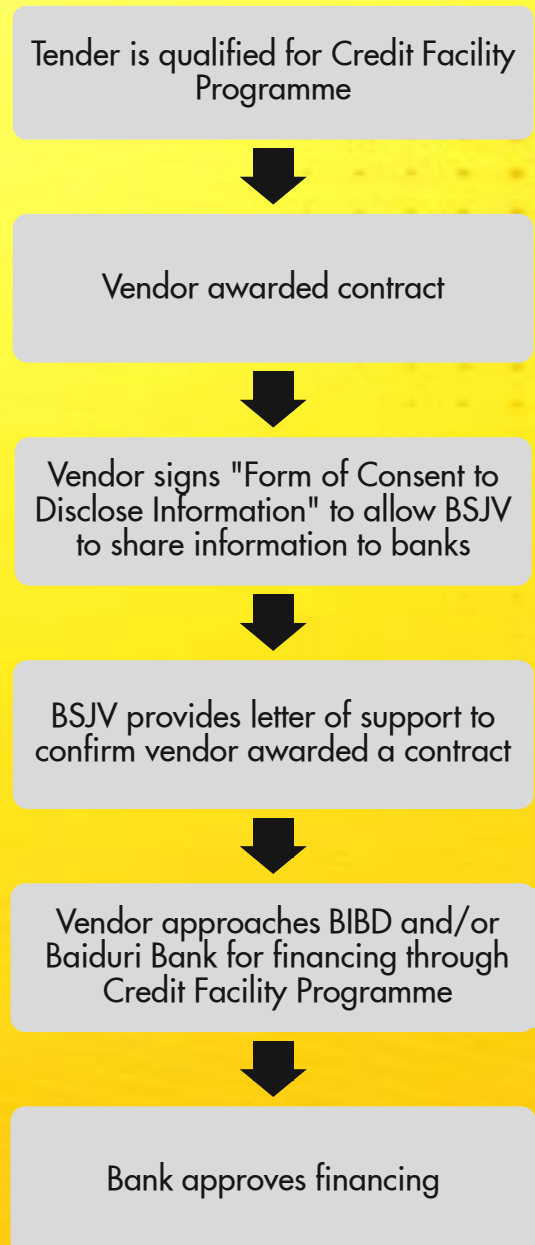 Tender is qualified for Credit Facility
Programme
Vendor awarded contract
Vendor signs "Form of Consent to
Disclose Information" to allow BSJV
to share information to banks
BSJV provides letter of support to
confirm vendor awarded a contract
Vendor approaches BIBD and/or
Baiduri Bank for financing through
Credit Facility Programme
Bank approves financing